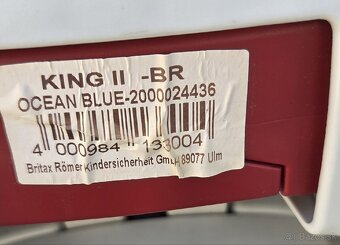 KING II -BR
OCEAN BLUE-2000024436
4 000984 133004
Britax Römer Kindersicherheit GmbH 89077 Ulm